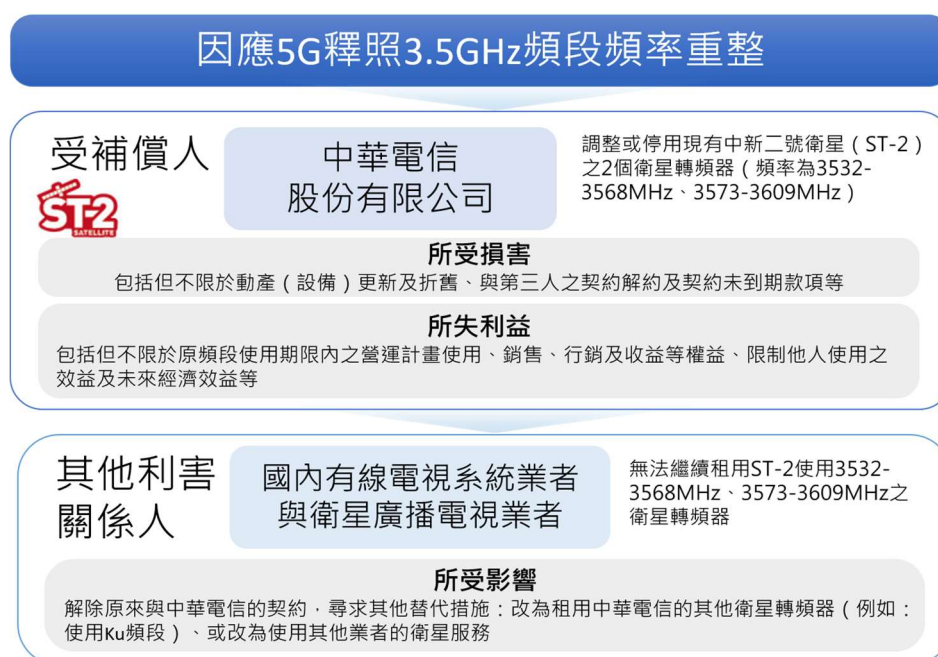 因應5G釋照3.5GHz頻段頻率重整
受補償人
ST-2
SATELLITE
中華電信
股份有限公司
調整或停用現有中新二號衛星（ST-2）
之2個衛星轉頻器（頻率為3532-
3568MHz、3573-3609MHz）
所受損害
包括但不限於動產（設備）更新及折舊、與第三人之契約解約及契約未到期款項等
所失利益
包括但不限於原頻段使用期限內之營運計畫使用、銷售、行銷及收益等權益、限制他人使用之
效益及未來經濟效益等
其他利害
關係人
國內有線電視系統業者
與衛星廣播電視業者
無法繼續租用ST-2使用3532-
3568MHz、3573-3609MHz之
衛星轉頻器
所受影響
解除原來與中華電信的契約，尋求其他替代措施：改為租用中華電信的其他衛星轉頻器（例如：
使用Ku頻段）、或改為使用其他業者的衛星服務